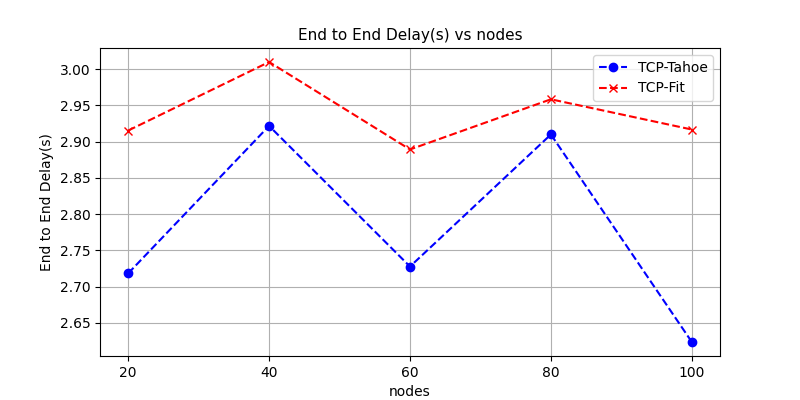 End to End Delay(s) vs nodes
TCP-Tahoe
TCP-Fit
End to End Delay(s)
3.00
2.95
2.90
2.85
2.80
2.75
2.70
2.65
20 40 60 80 100
nodes